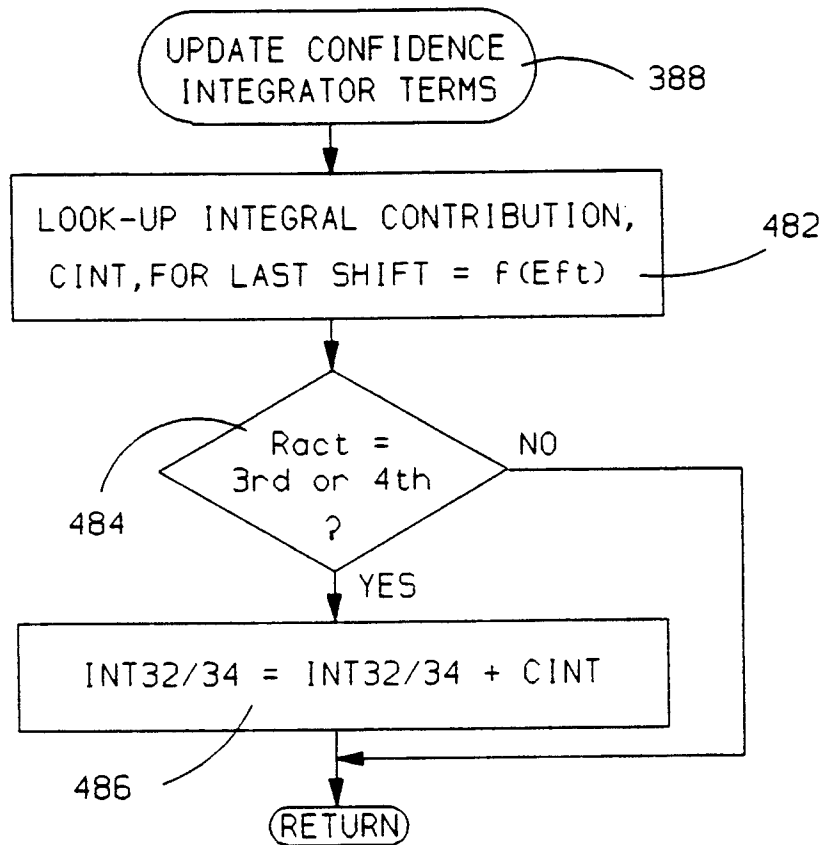 UPDATE CONFIDENCE
INTEGRATOR TERMS
388
LOOK-UP INTEGRAL CONTRIBUTION,
CINT,FOR LAST SHIFT = f(Eft)
482
Ract =
3rd or 4th
?
NO
484
YES
INT32/34 = INT32/34 + CINT
486
RETURN